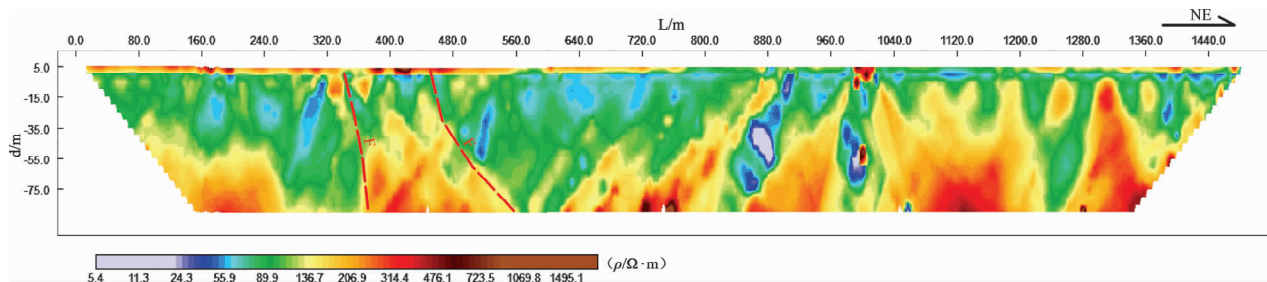 L/m
NE
0.0 80.0 160.0 240.0 320.0 400.0 480.0 560.0 640.0 720.0 800.0 880.0 960.0 1040.0 1120.0 1200.0 1280.0 1360.0 1440.0
d/m
5.0
-15.0
-35.0
-55.0
-75.0
F
F
5.4 11.3 24.3 55.9 89.9 136.7 206.9 314.4 476.1 723.5 1069.8 1495.1
(ρ/Ω·m)